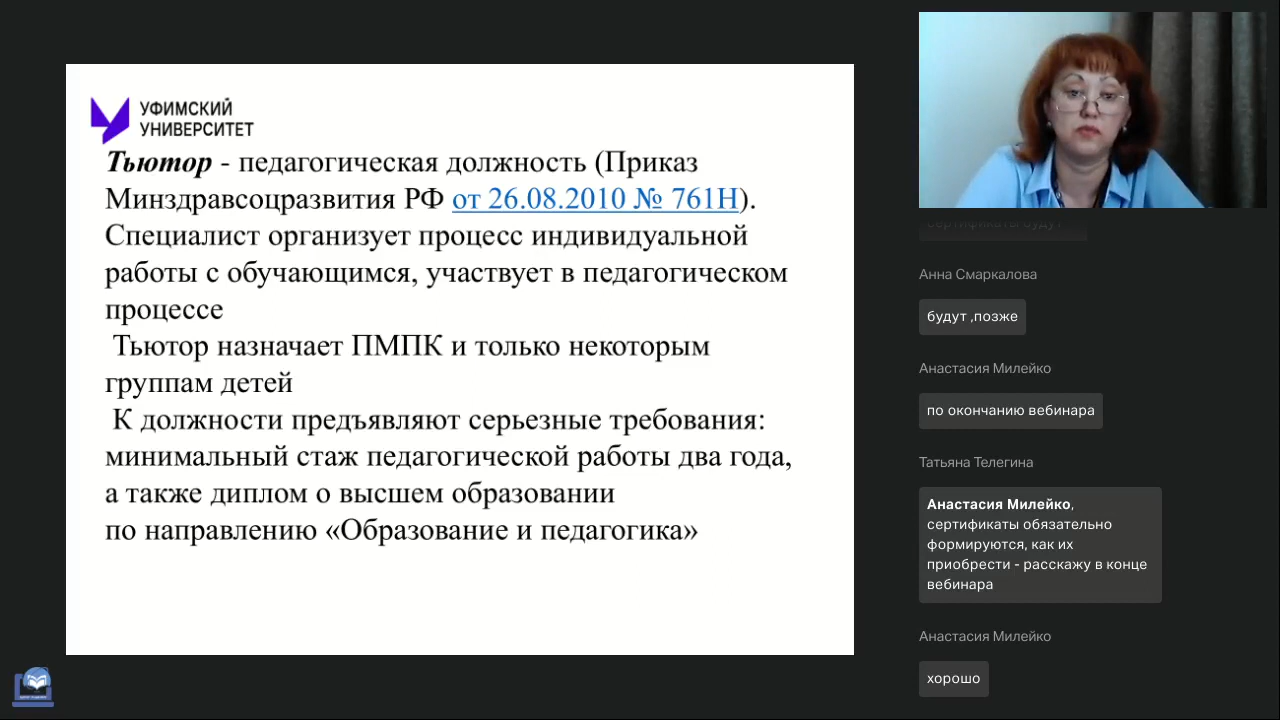 УФИМСКИЙ
УНИВЕРСИТЕТ
Тьютор - педагогическая должность (Приказ
Минздравсоцразвития РФ от 26.08.2010 № 761Н).
Специалист организует процесс индивидуальной
работы с обучающимся, участвует в педагогическом
процессе
Тьютор назначает ПМПК и только некоторым
группам детей
К должности предъявляют серьезные требования:
минимальный стаж педагогической работы два года,
а также диплом о высшем образовании
по направлению «Образование и педагогика»
сертификаты будут
Анна Смаркалова
будут ,позже
Анастасия Милейко
по окончанию вебинара
Татьяна Телегина
Анастасия Милейко,
сертификаты обязательно
формируются, как их
приобрести - расскажу в конце
вебинара
Анастасия Милейко
хорошо